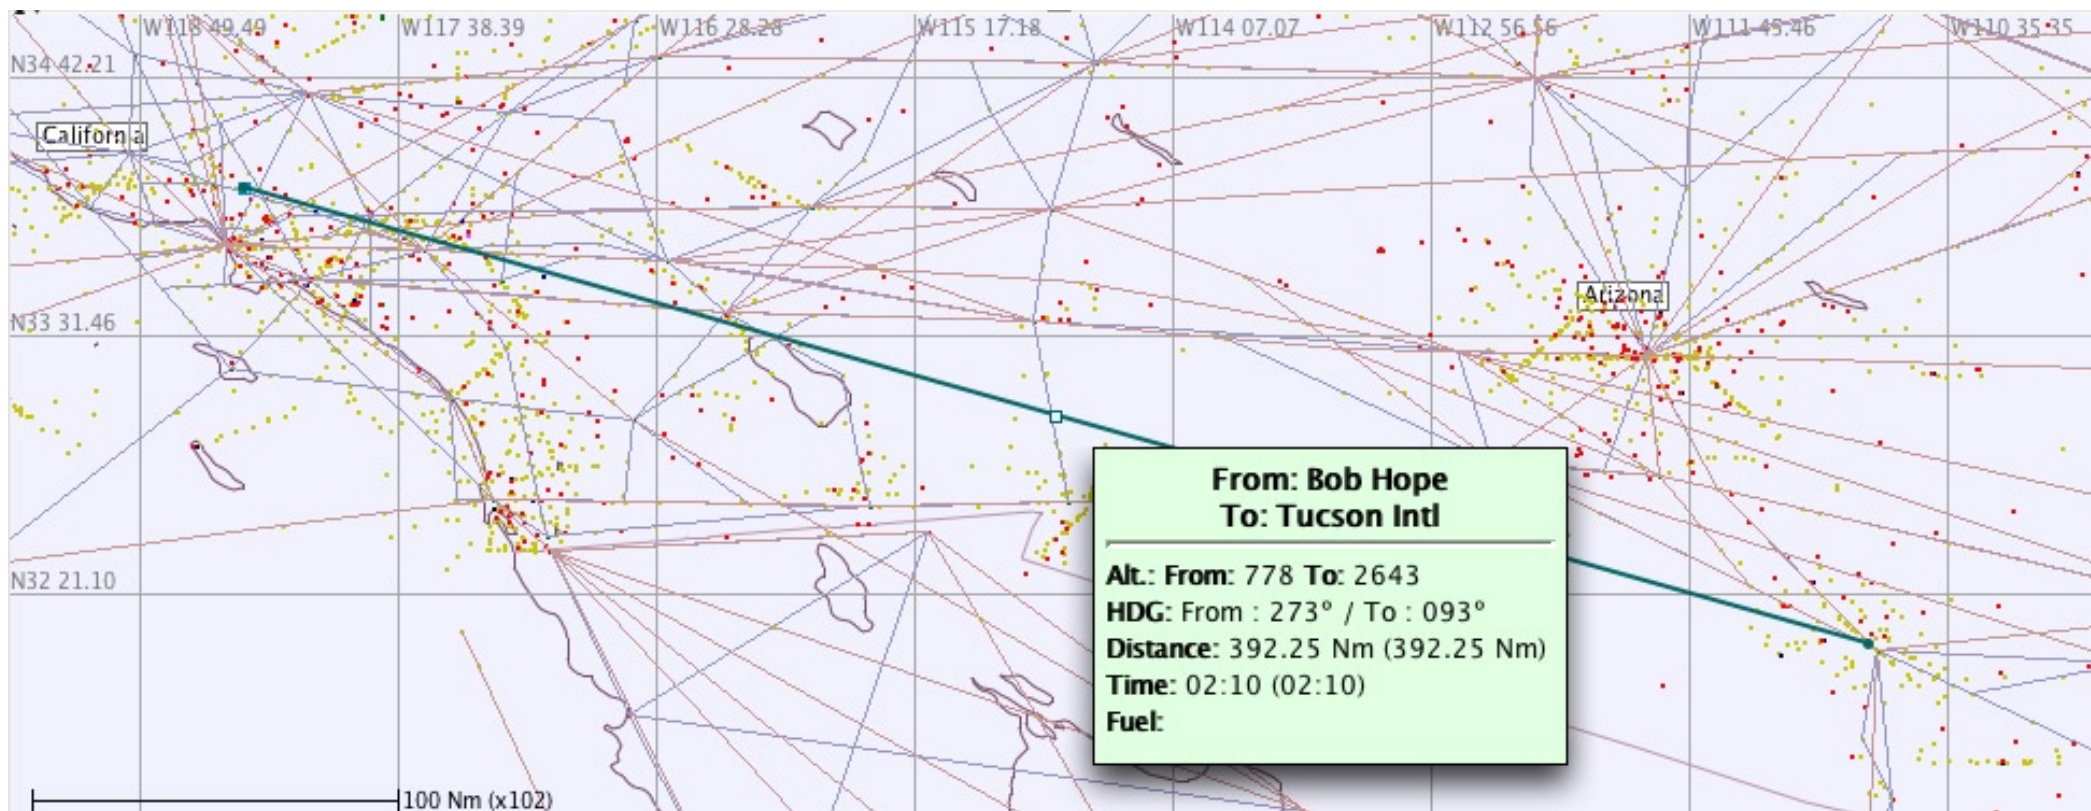 W118 49.49 W117 38.39 W116 28.28 W115 17.18 W114 07.07 W112 56.56 W111 45.46 W110 35.35
N34 42.21
California
Arizona
N33 31.46
From: Bob Hope
To: Tucson Intl
N32 21.10
Alt.: From: 778 To: 2643
HDG: From : 273º / To : 093º
Distance: 392.25 Nm (392.25 Nm)
Time: 02:10 (02:10)
Fuel:
100 Nm (x102)